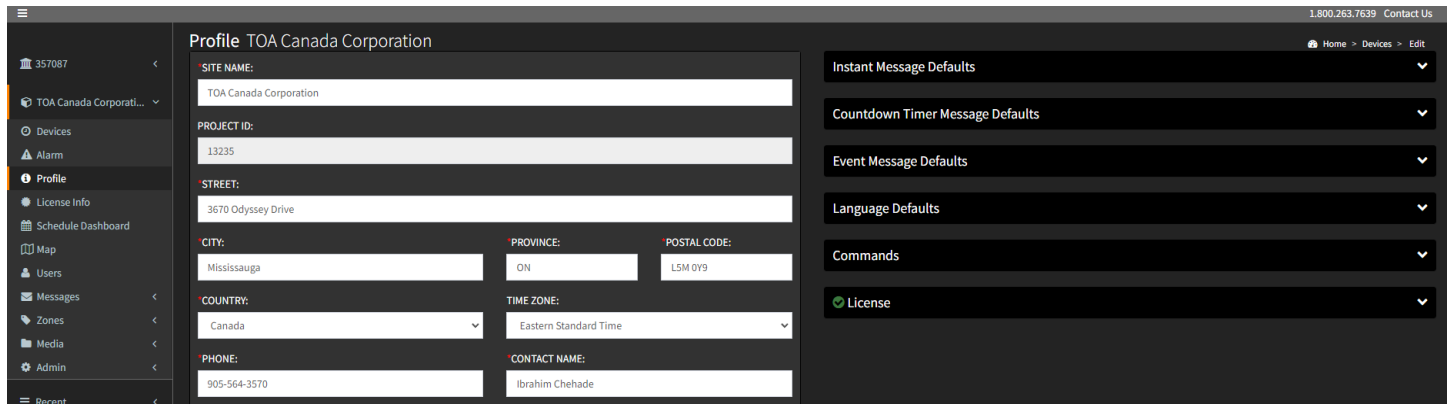 1.800.263.7639 Contact Us
Profile TOA Canada Corporation
Home > Devices > Edit
357087
TOA Canada Corporati...
Devices
Alarm
Profile
License Info
Schedule Dashboard
Map
Users
Messages
Zones
Media
Admin
Recent
*SITE NAME:
TOA Canada Corporation
PROJECT ID:
13235
*STREET:
3670 Odyssey Drive
*CITY: *PROVINCE: *POSTAL CODE:
Mississauga ON L5M 0Y9
*COUNTRY: TIME ZONE:
Canada Eastern Standard Time
*PHONE: *CONTACT NAME:
905-564-3570 Ibrahim Chehade
Instant Message Defaults
Countdown Timer Message Defaults
Event Message Defaults
Language Defaults
Commands
License